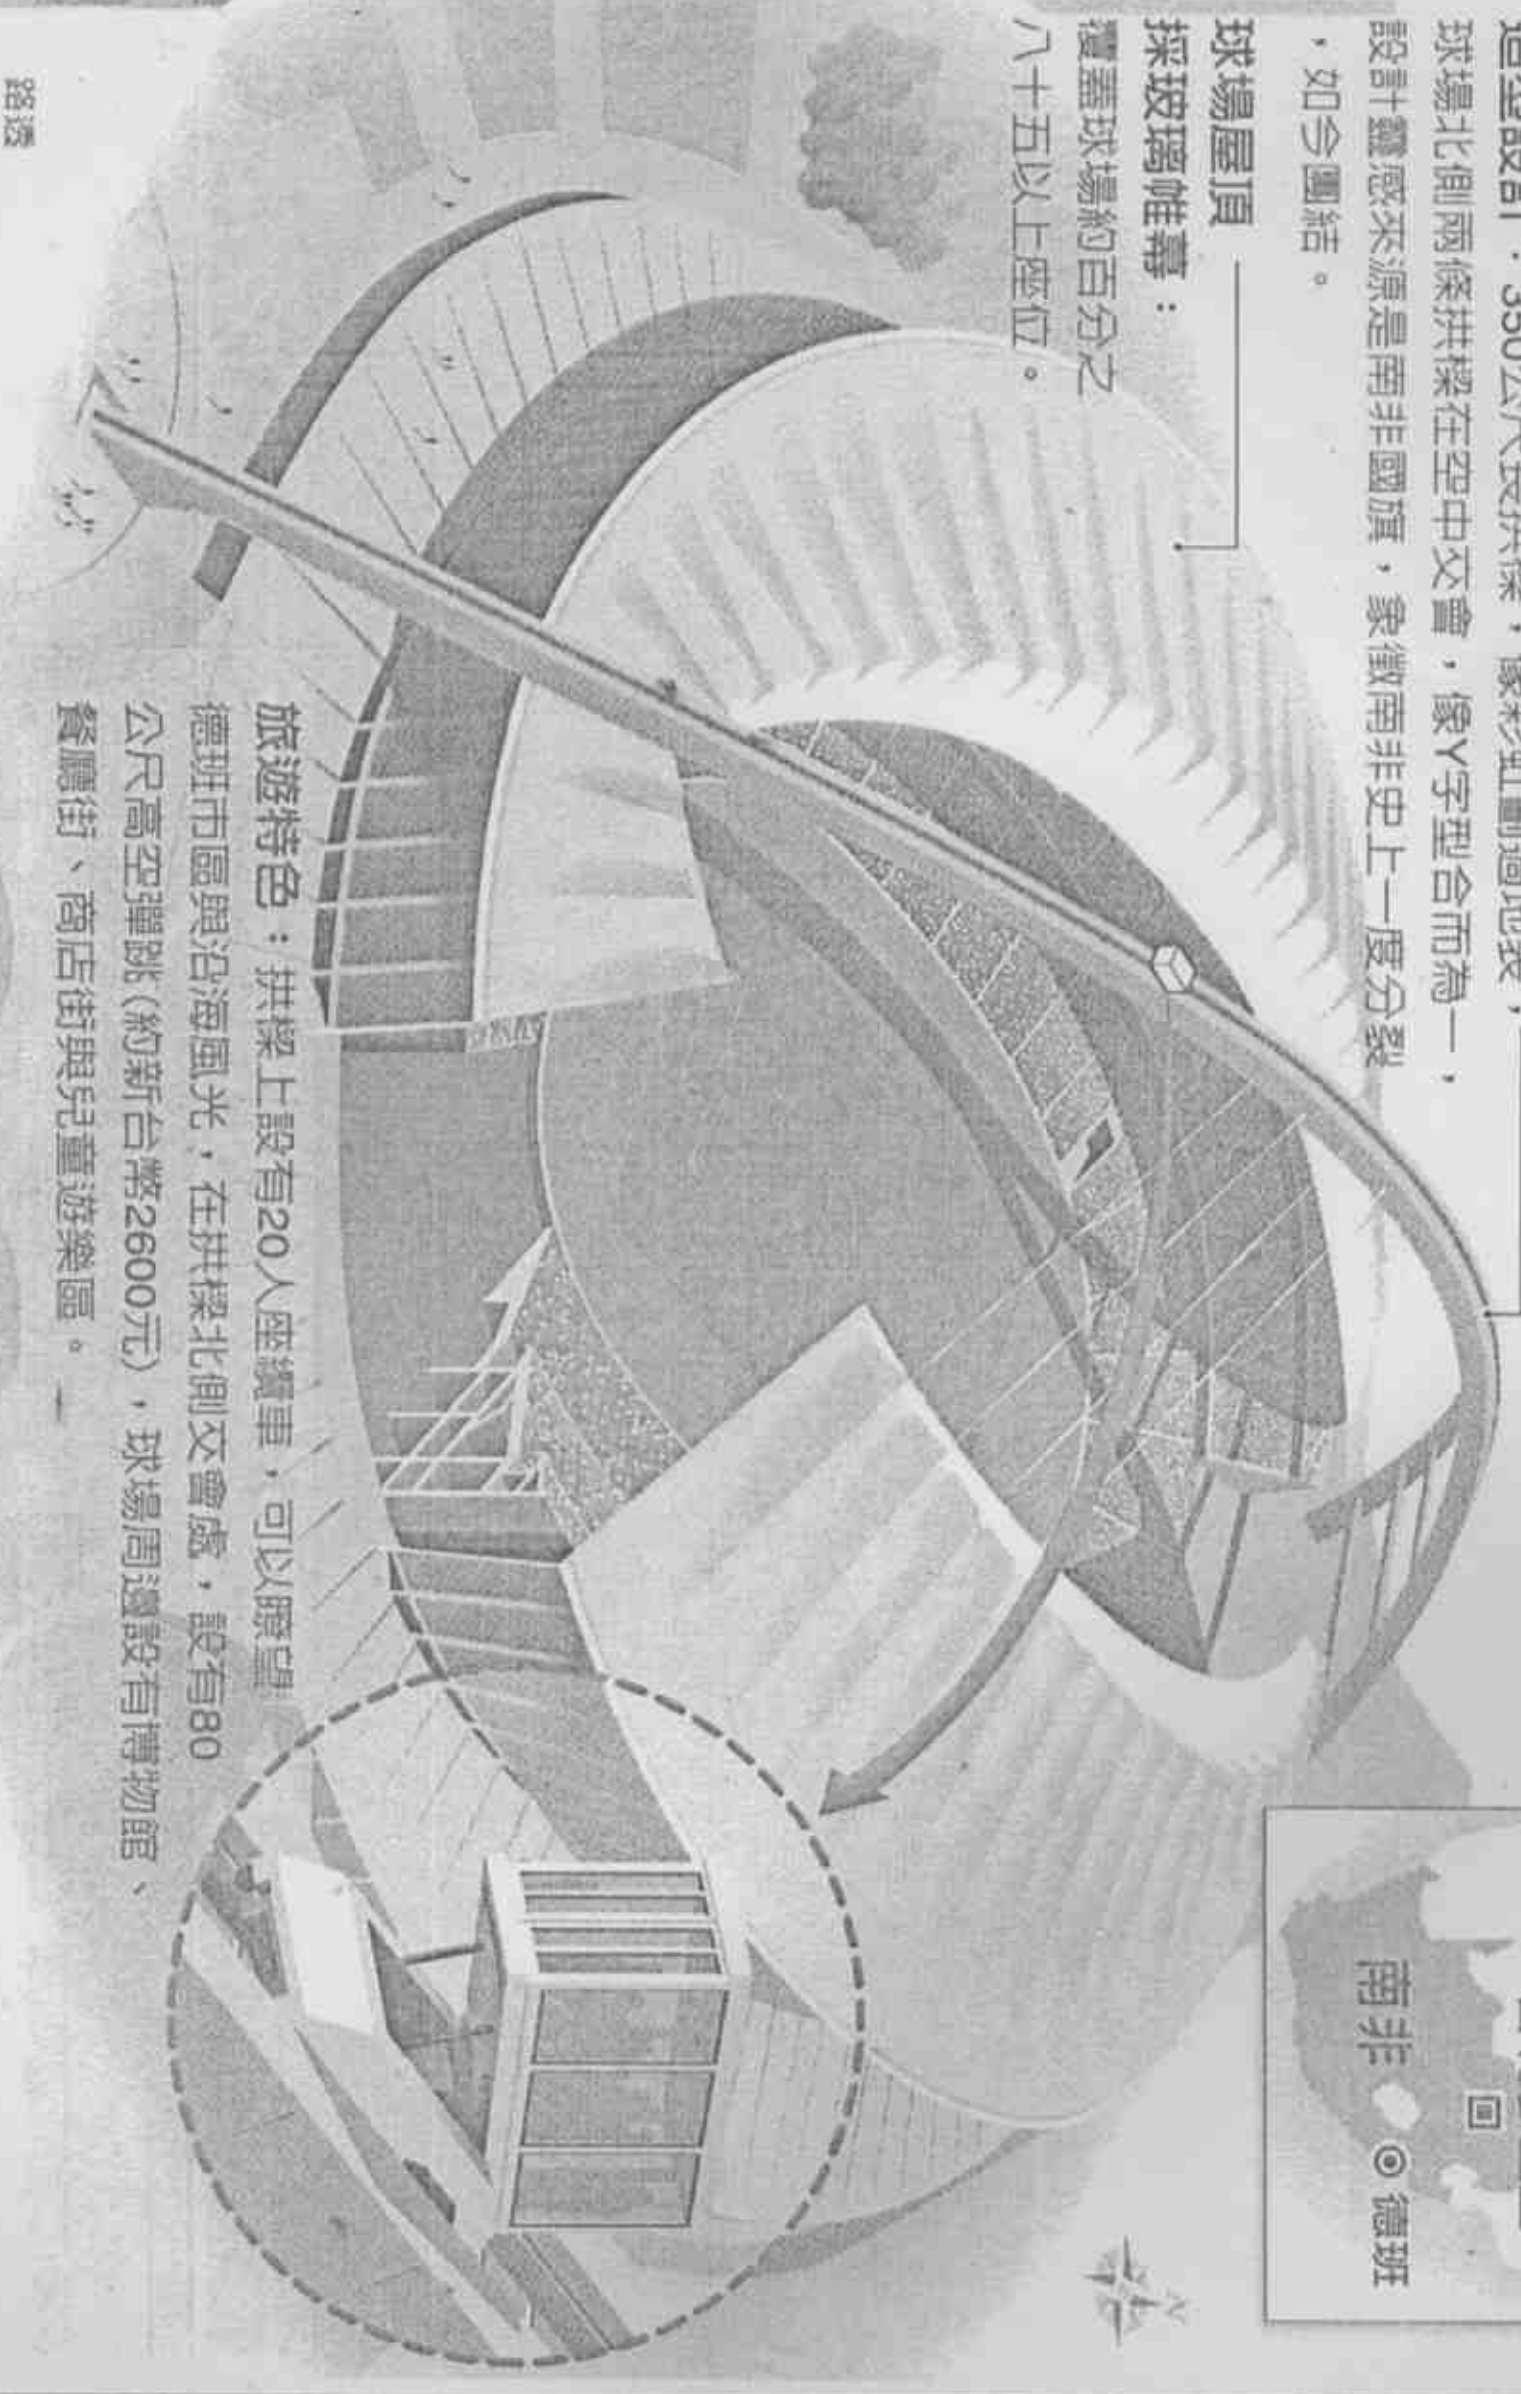 造型設計：350公尺長拱樑，像彩虹劃過地表，
球場北側兩條拱樑在空中交會，像Y字型合而為一，
設計靈感來源是南非國旗，象徵南非史上一度分裂
，如今團結。
球場屋頂
採玻璃帷幕：
覆蓋球場約百分之
八十五以上座位。
南非
德班
旅遊特色：拱樑上設有20人座纜車，可以瞭望
德班市區與沿海風光，在拱樑北側交會處，設有80
公尺高空彈跳(約新台幣2600元)，球場周邊設有博物館、
餐廳街、商店街與兒童遊樂區。
路透